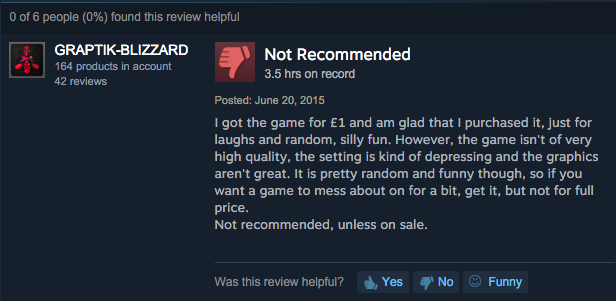 0 of 6 people (0%) found this review helpful
GRAPTIK-BLIZZARD
164 products in account
42 reviews
Not Recommended
3.5 hrs on record
Posted: June 20, 2015
I got the game for £1 and am glad that I purchased it, just for
laughs and random, silly fun. However, the game isn't of very
high quality, the setting is kind of depressing and the graphics
aren't great. It is pretty random and funny though, so if you
want a game to mess about on for a bit, get it, but not for full
price.
Not recommended, unless on sale.
Was this review helpful? Yes No Funny